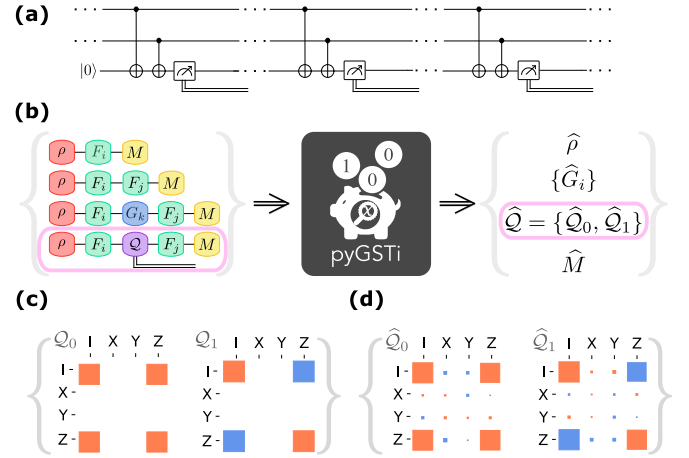 (a)
|0⟩
(b)
ρ F_i M
ρ F_i F_j M
ρ F_i G_k F_j M
ρ F_i Q F_j M
1 0 0
pyGSTi
ρ̂
{Ĝ_i}
Q̂ = {Q̂_0, Q̂_1}
M̂
(c)
Q_0
I X Y Z
I
X
Y
Z
Q_1
I X Y Z
(d)
Q̂_0
I X Y Z
I
X
Y
Z
Q̂_1
I X Y Z
I
X
Y
Z